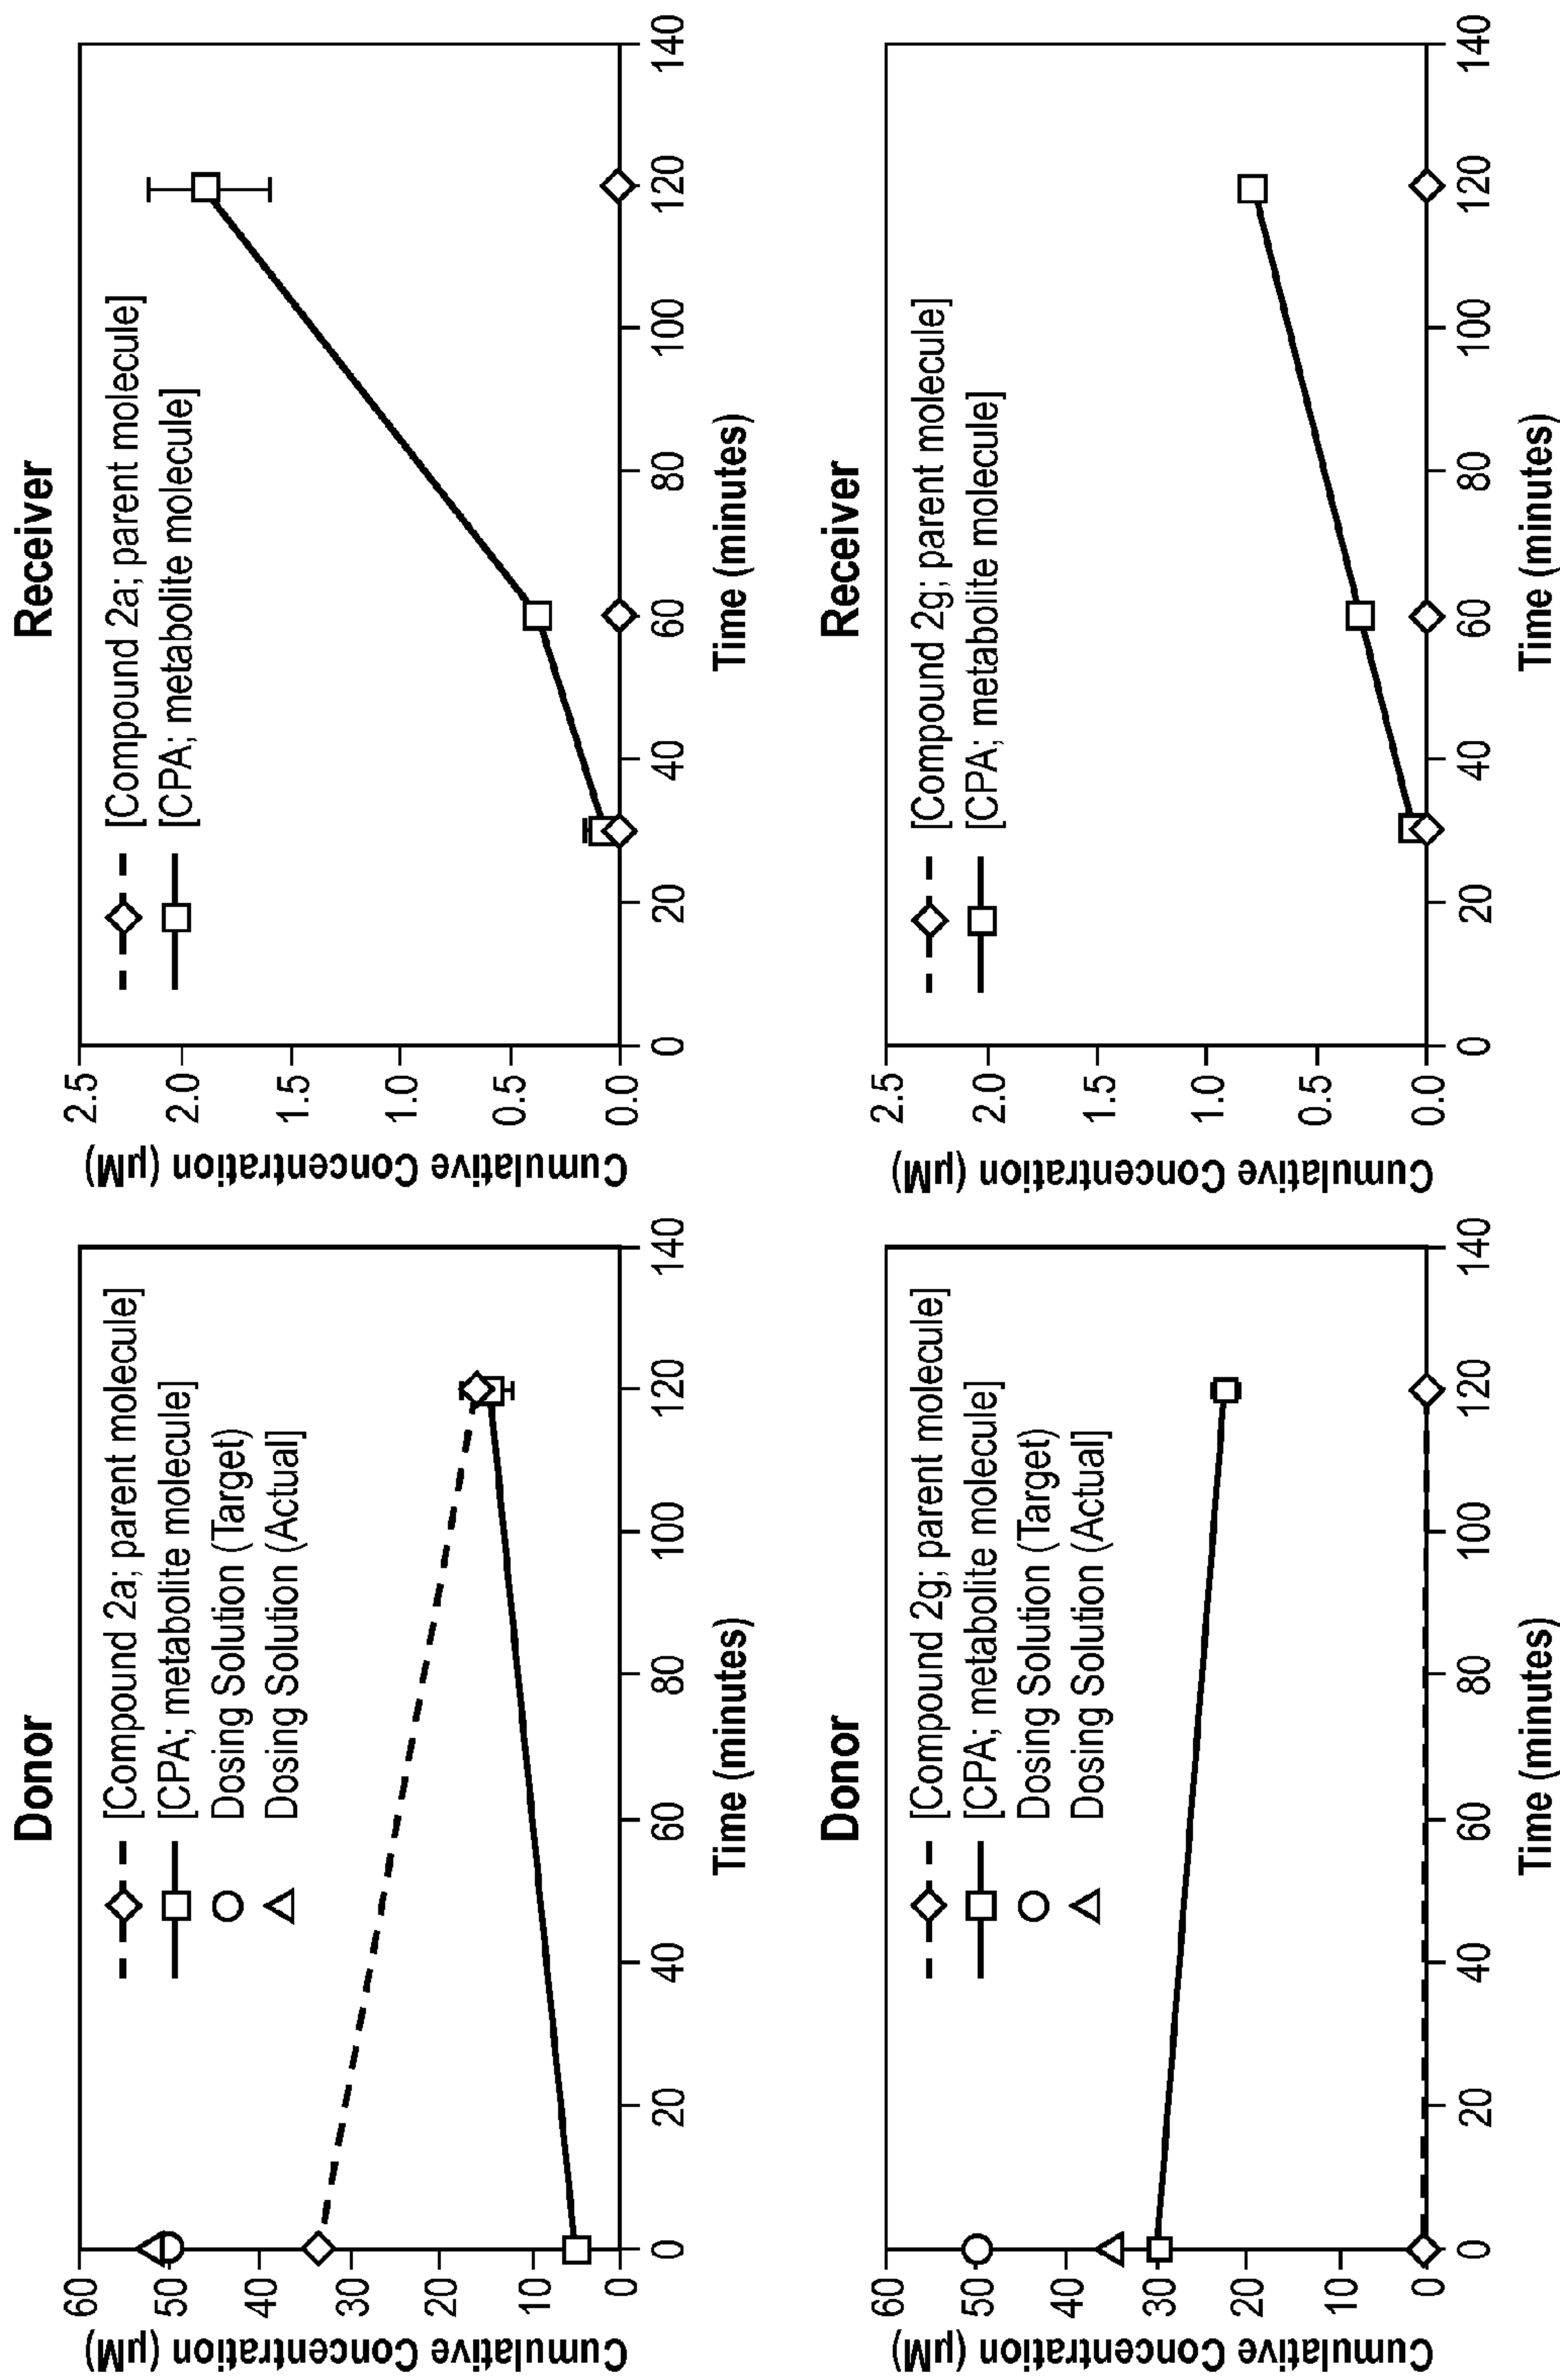 Donor
Cumulative Concentration (µM)
60
50
40
30
20
10
0
[Compound 2a; parent molecule]
[CPA; metabolite molecule]
Dosing Solution (Target)
Dosing Solution (Actual]
0 20 40 60 80 100 120 140
Time (minutes)
Receiver
Cumulative Concentration (µM)
2.5
2.0
1.5
1.0
0.5
0.0
[Compound 2a; parent molecule]
[CPA; metabolite molecule]
0 20 40 60 80 100 120 140
Time (minutes)
Donor
Cumulative Concentration (µM)
60
50
40
30
20
10
0
[Compound 2g; parent molecule]
[CPA; metabolite molecule]
Dosing Solution (Target)
Dosing Solution (Actual]
0 20 40 60 80 100 120 140
Time (minutes)
Receiver
Cumulative Concentration (µM)
2.5
2.0
1.5
1.0
0.5
0.0
[Compound 2g; parent molecule]
[CPA; metabolite molecule]
0 20 40 60 80 100 120 140
Time (minutes)